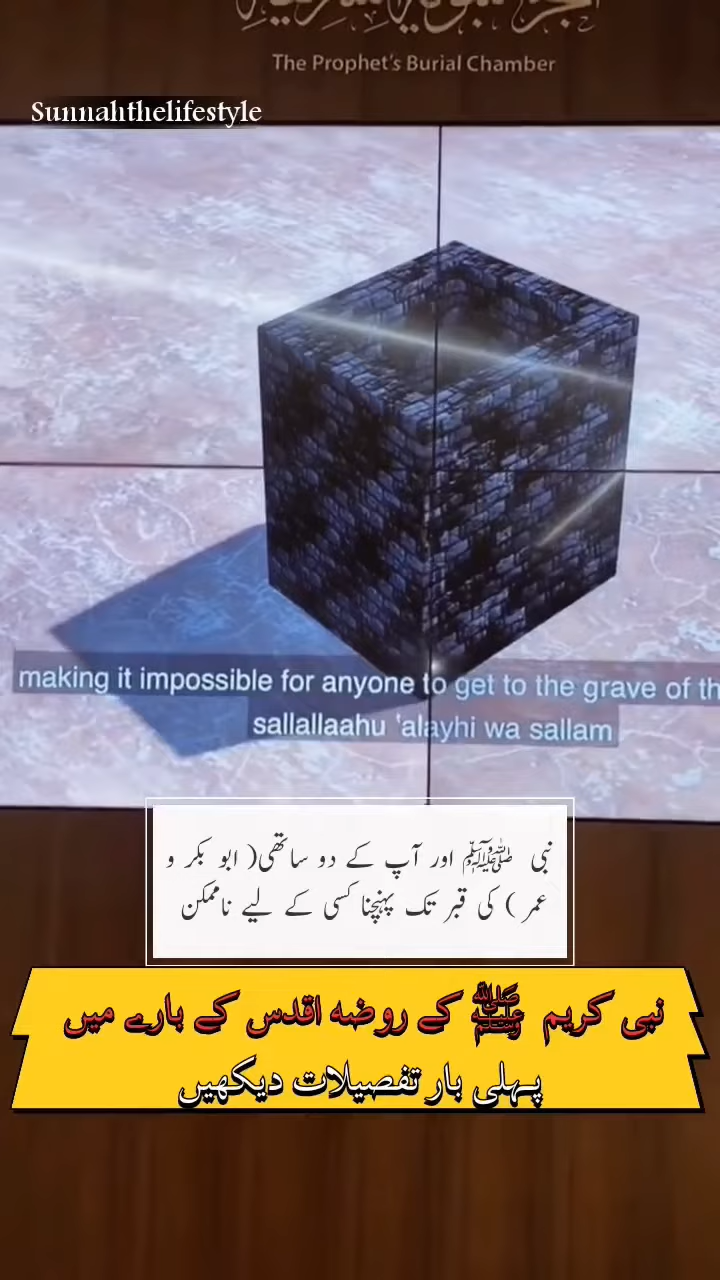 The Prophet's Burial Chamber
Sunnahthelifestyle
making it impossible for anyone to get to the grave of th
sallallaahu 'alayhi wa sallam
نبی ﷺ اور آپ کے دو ساتھی( ابو بکر و
عمر ) کی قبر تک پہنچنا کسی کے لیے ناممکن
نبی کریم ﷺ کے روضہ اقدس کے بارے میں
پہلی بار تفصیلات دیکھیں